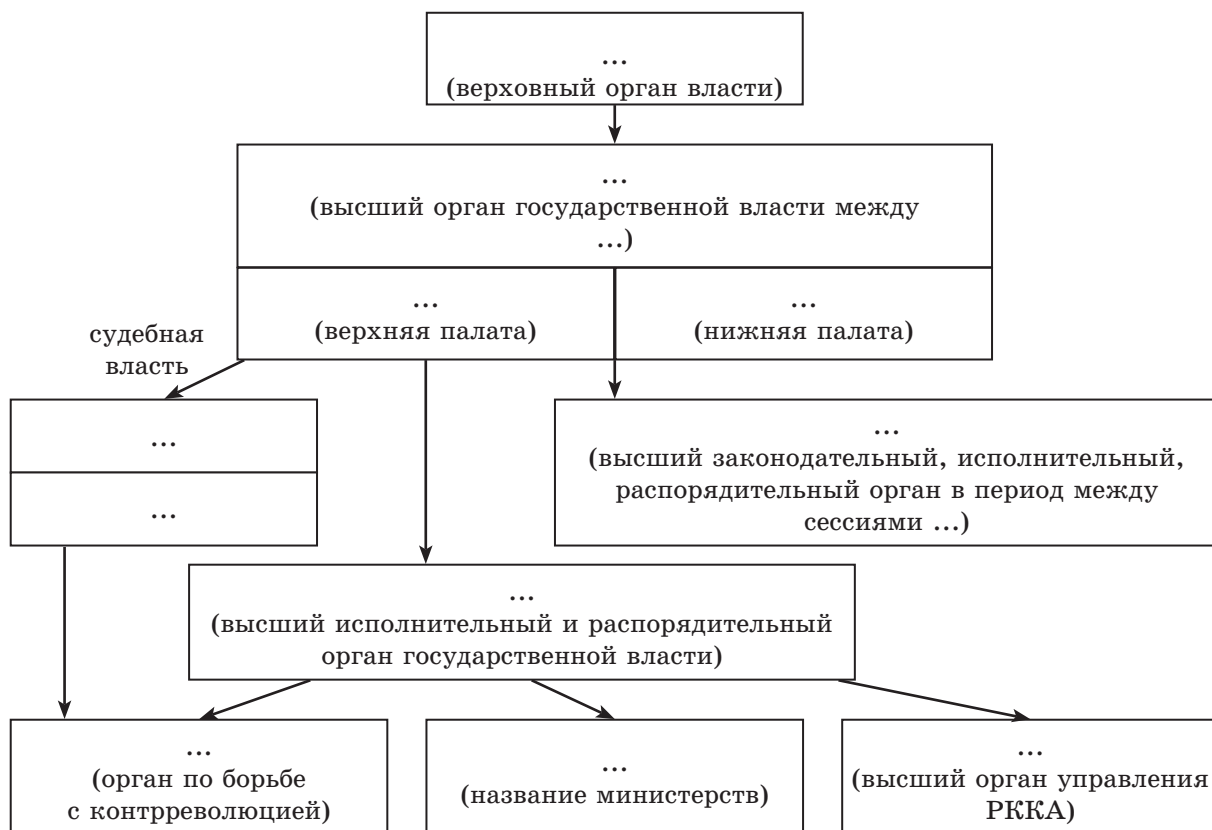 ...
(верховный орган власти)
...
(высший орган государственной власти между
...)
...
(верхняя палата)
...
(нижняя палата)
судебная
власть
...
...
...
(высший законодательный, исполнительный,
распорядительный орган в период между
сессиями ...)
...
(высший исполнительный и распорядительный
орган государственной власти)
...
(орган по борьбе
с контрреволюцией)
...
(название министерств)
...
(высший орган управления
РККА)